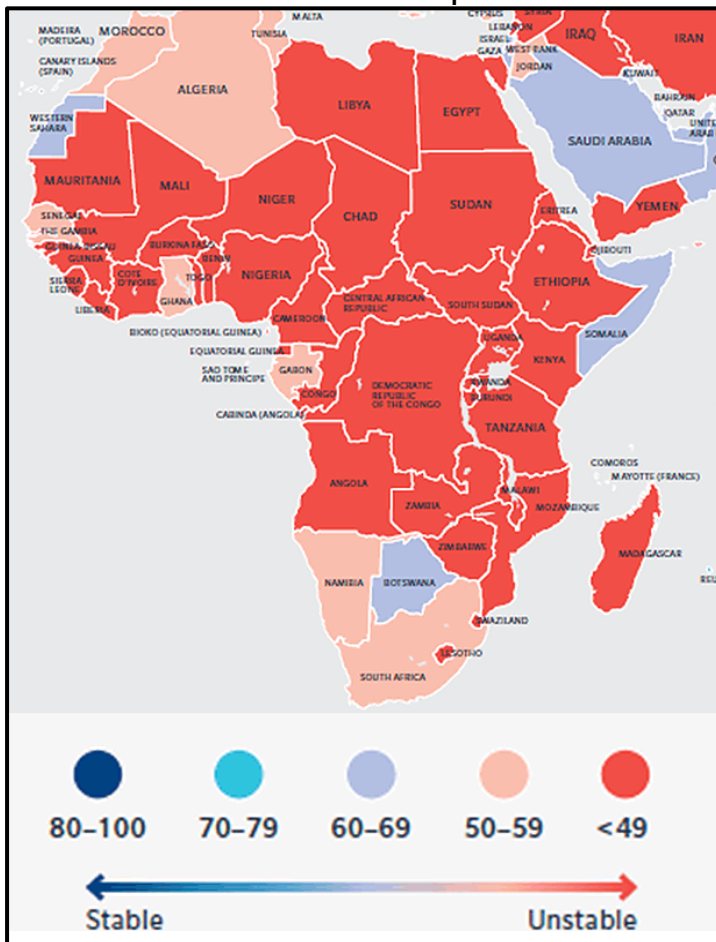 MALTA
CYPRUS
SYRIA
MADEIRA
(PORTUGAL)
MOROCCO
TUNISIA
LEBANON
ISRAEL
GAZA
WEST BANK
IRAQ
IRAN
CANARY ISLANDS
(SPAIN)
JORDAN
KUWAIT
ALGERIA
LIBYA
EGYPT
BAHRAIN
QATAR
WESTERN
SAHARA
UNITE
ARAB
SAUDI ARABIA
MAURITANIA
MALI
NIGER
CHAD
SUDAN
ERITREA
YEMEN
SENEGAL
THE GAMBIA
GUINEA-BISSAU
GUINEA
BURKINA FASO
BENIN
DJIBOUTI
SIERRA
LEONE
COTE
D'IVOIRE
TOGO
NIGERIA
ETHIOPIA
LIBERIA
GHANA
CENTRAL AFRICAN
REPUBLIC
SOUTH SUDAN
CAMEROON
BIOKO (EQUATORIAL GUINEA)
SOMALIA
EQUATORIAL GUINEA
UGANDA
KENYA
SAO TOME
AND PRINCIPE
GABON
CONGO
DEMOCRATIC
REPUBLIC
OF THE CONGO
RWANDA
BURUNDI
CABINDA (ANGOLA)
TANZANIA
COMOROS
MAYOTTE (FRANCE)
ANGOLA
MALAWI
ZAMBIA
MOZAMBIQUE
ZIMBABWE
MADAGASCAR
NAMIBIA
BOTSWANA
SWAZILAND
LESOTHO
SOUTH AFRICA
80–100
70–79
60–69
50–59
<49
Stable
Unstable